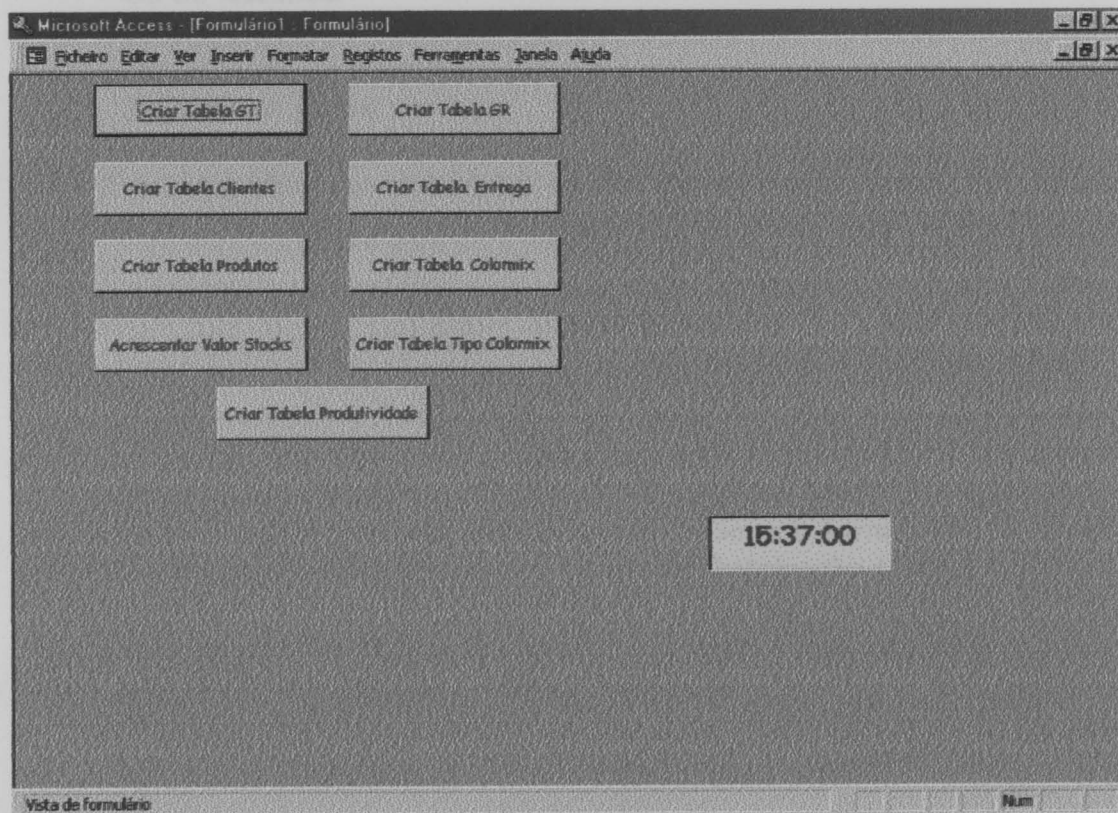 Microsoft Access - [Formulário1 : Formulário]
Ficheiro Editar Ver Inserir Formatar Registos Ferramentas Janela Ajuda
Criar Tabela GT Criar Tabela GR
Criar Tabela Clientes Criar Tabela. Entrega
Criar Tabela Produtos Criar Tabela. Colormix
Acrescentar Valor Stocks Criar Tabela Tipo Colormix
Criar Tabela Produtividade
15:37:00
Vista de formulário Num